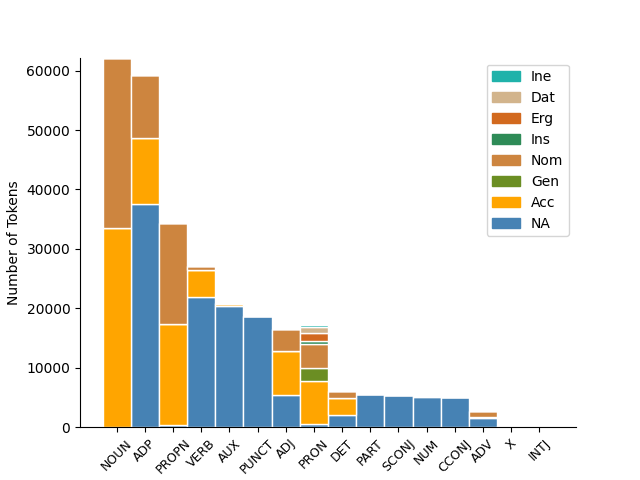 60000
50000
40000
30000
20000
10000
0
Number of Tokens
Ine
Dat
Erg
Ins
Nom
Gen
Acc
NA
NOUN
ADP
PROPN
VERB
AUX
PUNCT
ADJ
PRON
DET
PART
SCONJ
NUM
CCONJ
ADV
X
INTJ